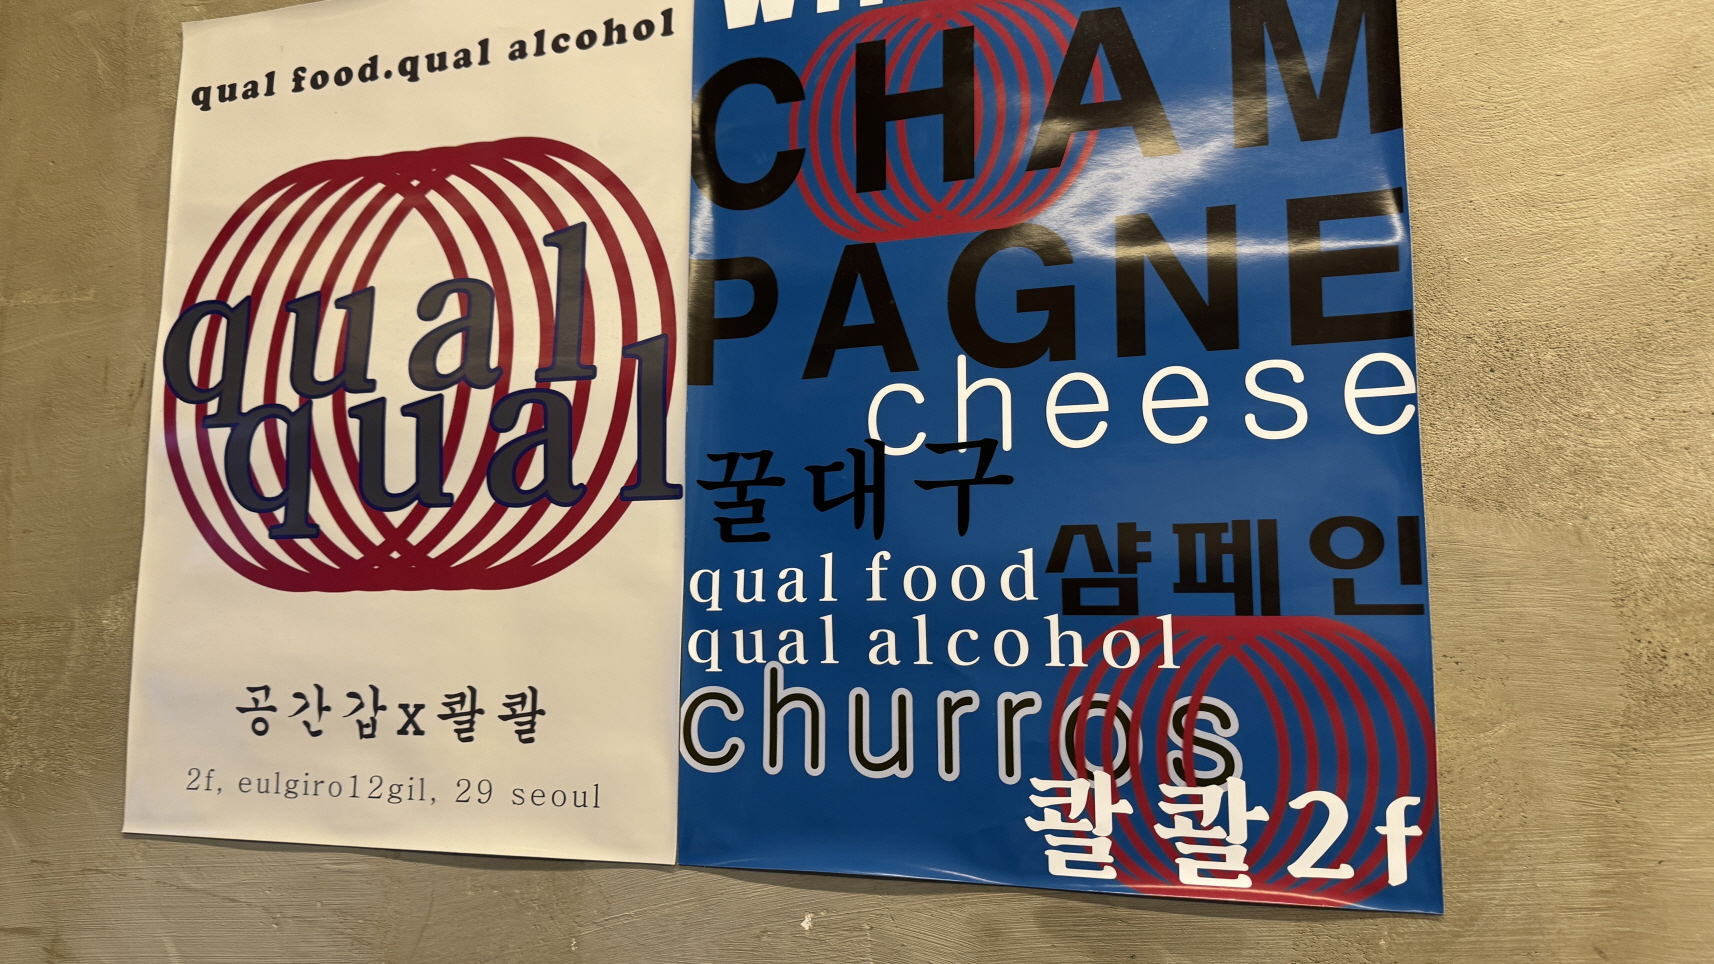 qual food.qual alcohol
qual
qual
공간갑x콸콸
2f, eulgiro12gil, 29 seoul
CHAM
PAGNE
cheese
꿀대구
샴페인
qual food
qual alcohol
churros
콸콸2f